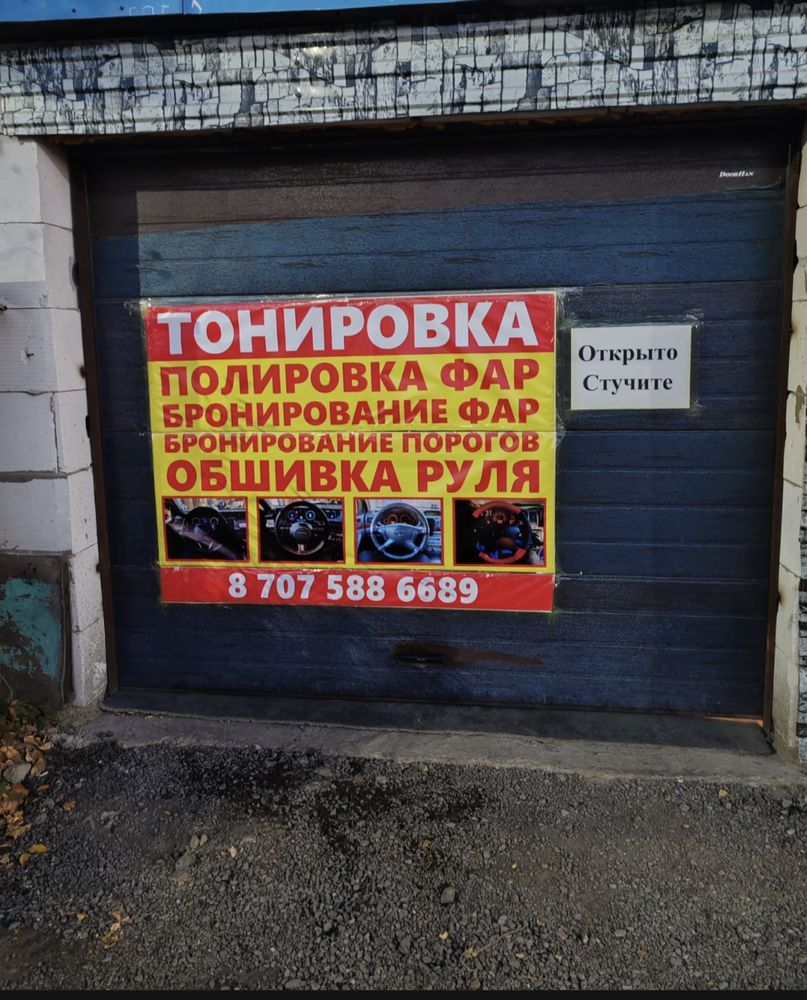 DoorHan
ТОНИРОВКА
ПОЛИРОВКА ФАР
БРОНИРОВАНИЕ ФАР
БРОНИРОВАНИЕ ПОРОГОВ
ОБШИВКА РУЛЯ
8 707 588 6689
Открыто
Стучите